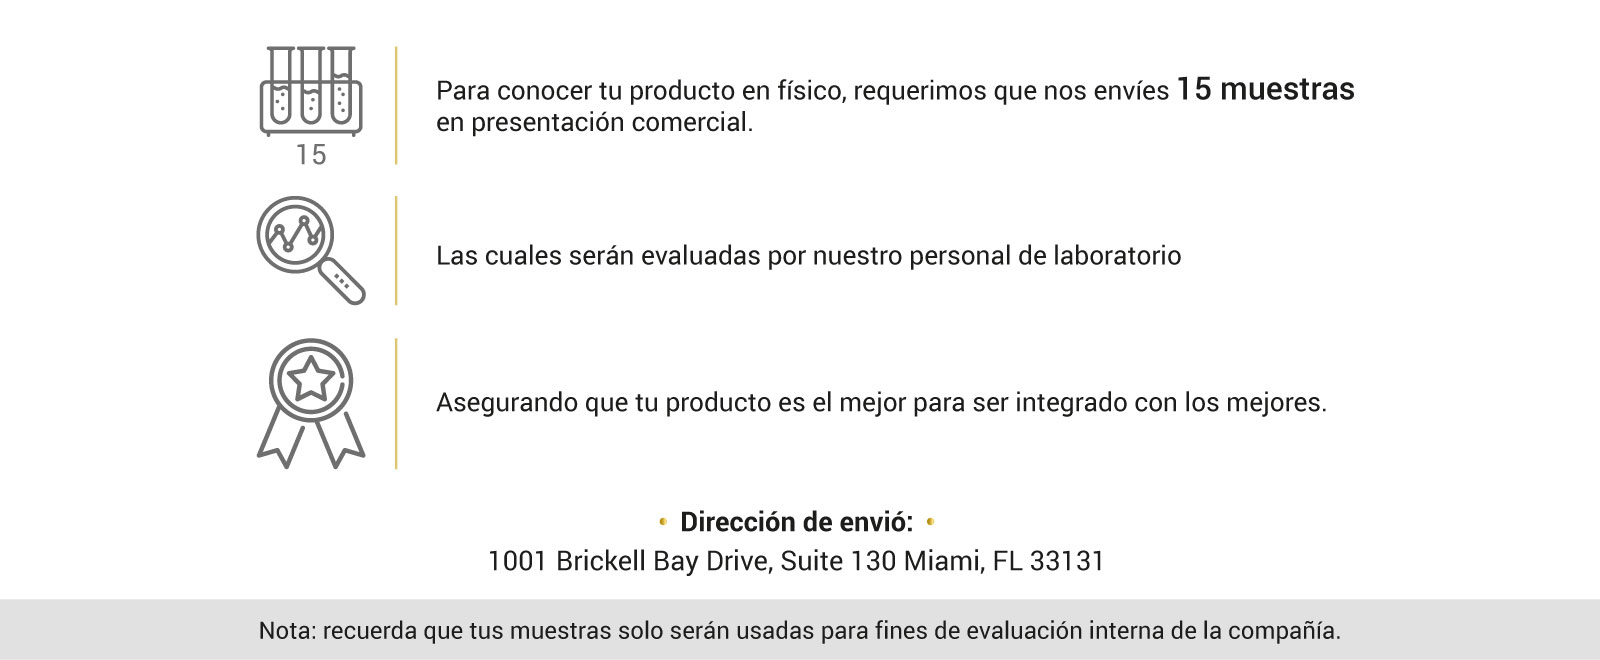 Para conocer tu producto en físico, requerimos que nos envíes 15 muestras
en presentación comercial.
15
Las cuales serán evaluadas por nuestro personal de laboratorio
Asegurando que tu producto es el mejor para ser integrado con los mejores.
• Dirección de envió: •
1001 Brickell Bay Drive, Suite 130 Miami, FL 33131
Nota: recuerda que tus muestras solo serán usadas para fines de evaluación interna de la compañía.